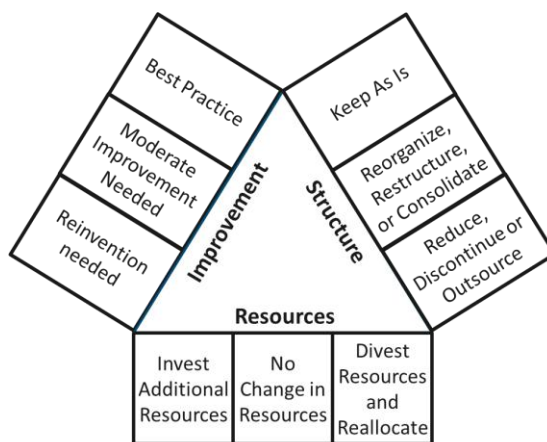 Best Practice
Moderate
Improvement
Needed
Reinvention
needed
Improvement
Keep As Is
Reorganize,
Restructure,
or Consolidate
Reduce,
Discontinue or
Outsource
Structure
Resources
Invest
Additional
Resources
No
Change in
Resources
Divest
Resources
and
Reallocate